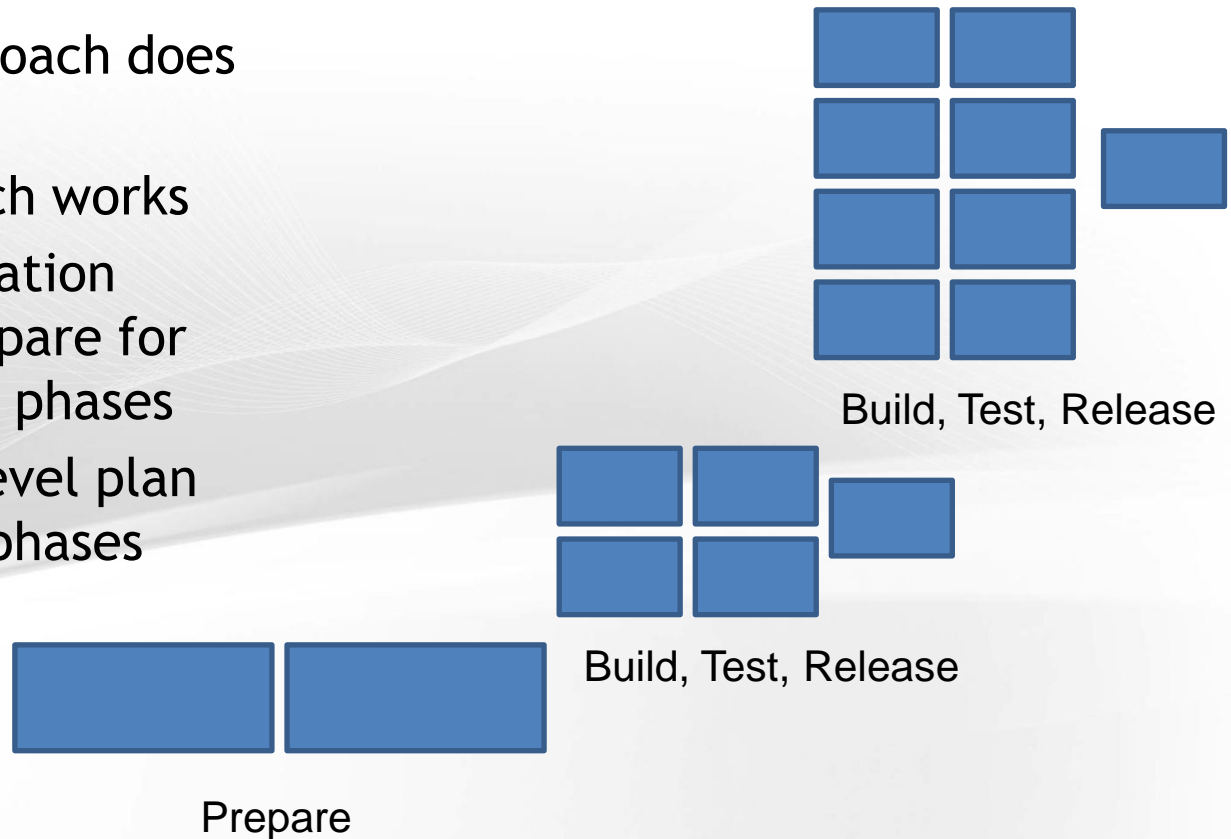 oach does
ch works
ation
pare for
phases
evel plan
phases
Build, Test, Release
Build, Test, Release
Prepare